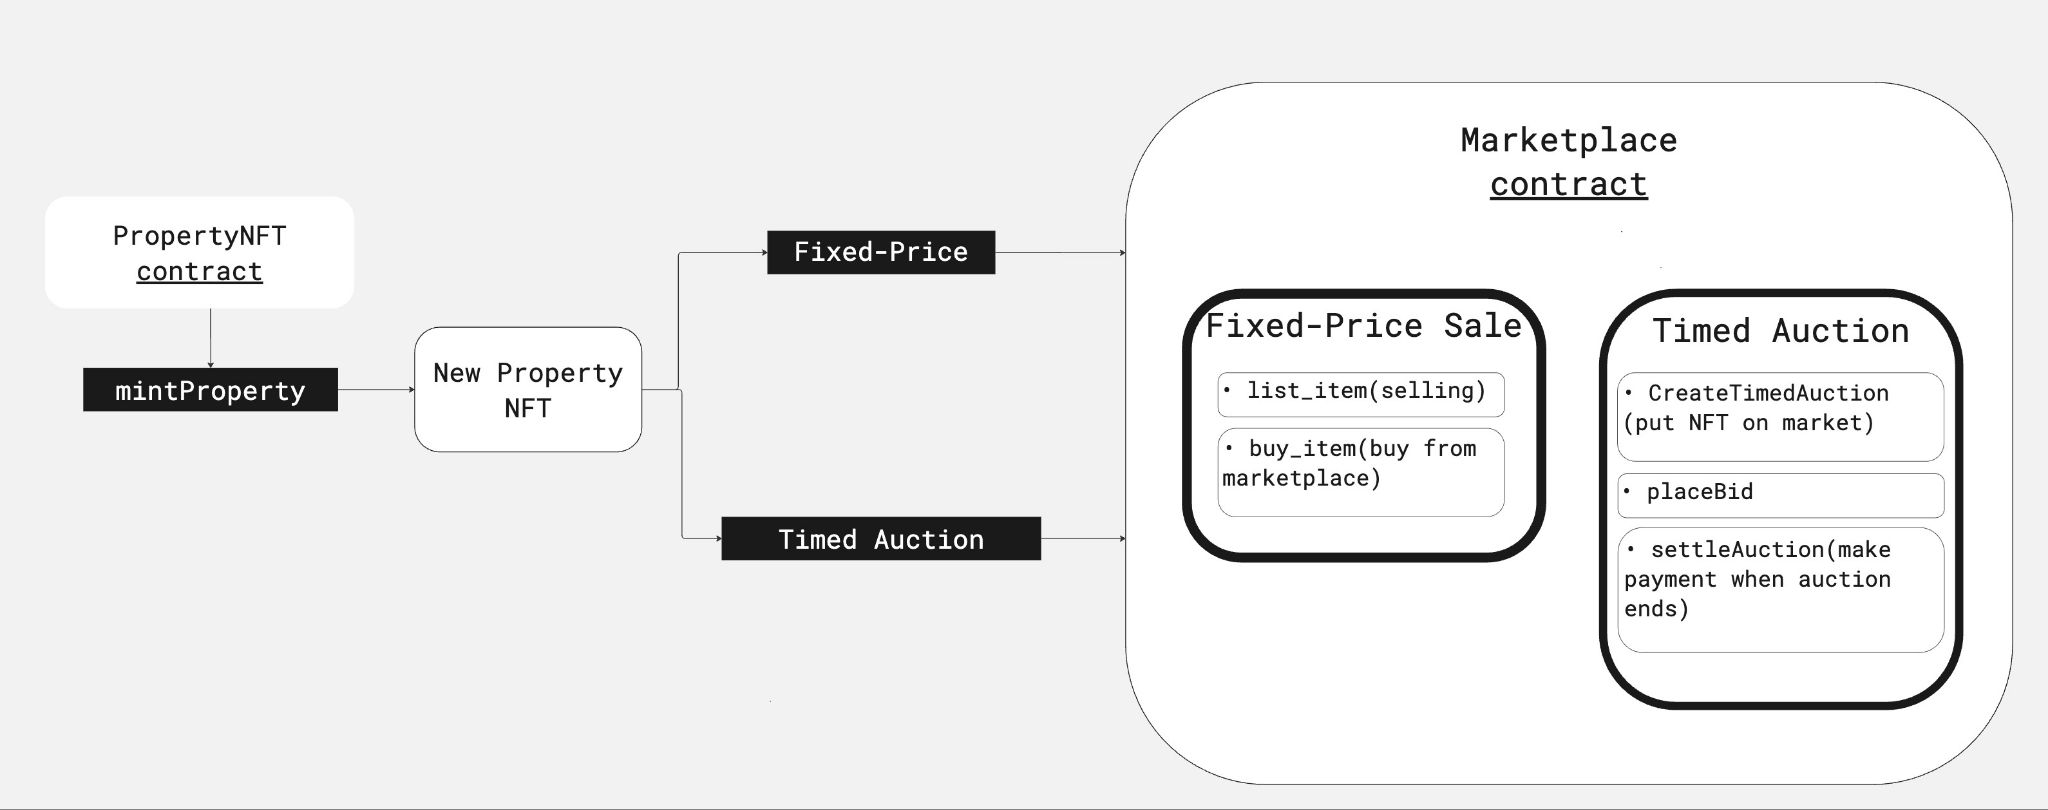 PropertyNFT
contract
mintProperty
New Property
NFT
Fixed-Price
Timed Auction
Marketplace
contract
Fixed-Price Sale
• list_item(selling)
• buy_item(buy from
marketplace)
Timed Auction
• CreateTimedAuction
(put NFT on market)
• placeBid
• settleAuction(make
payment when auction
ends)